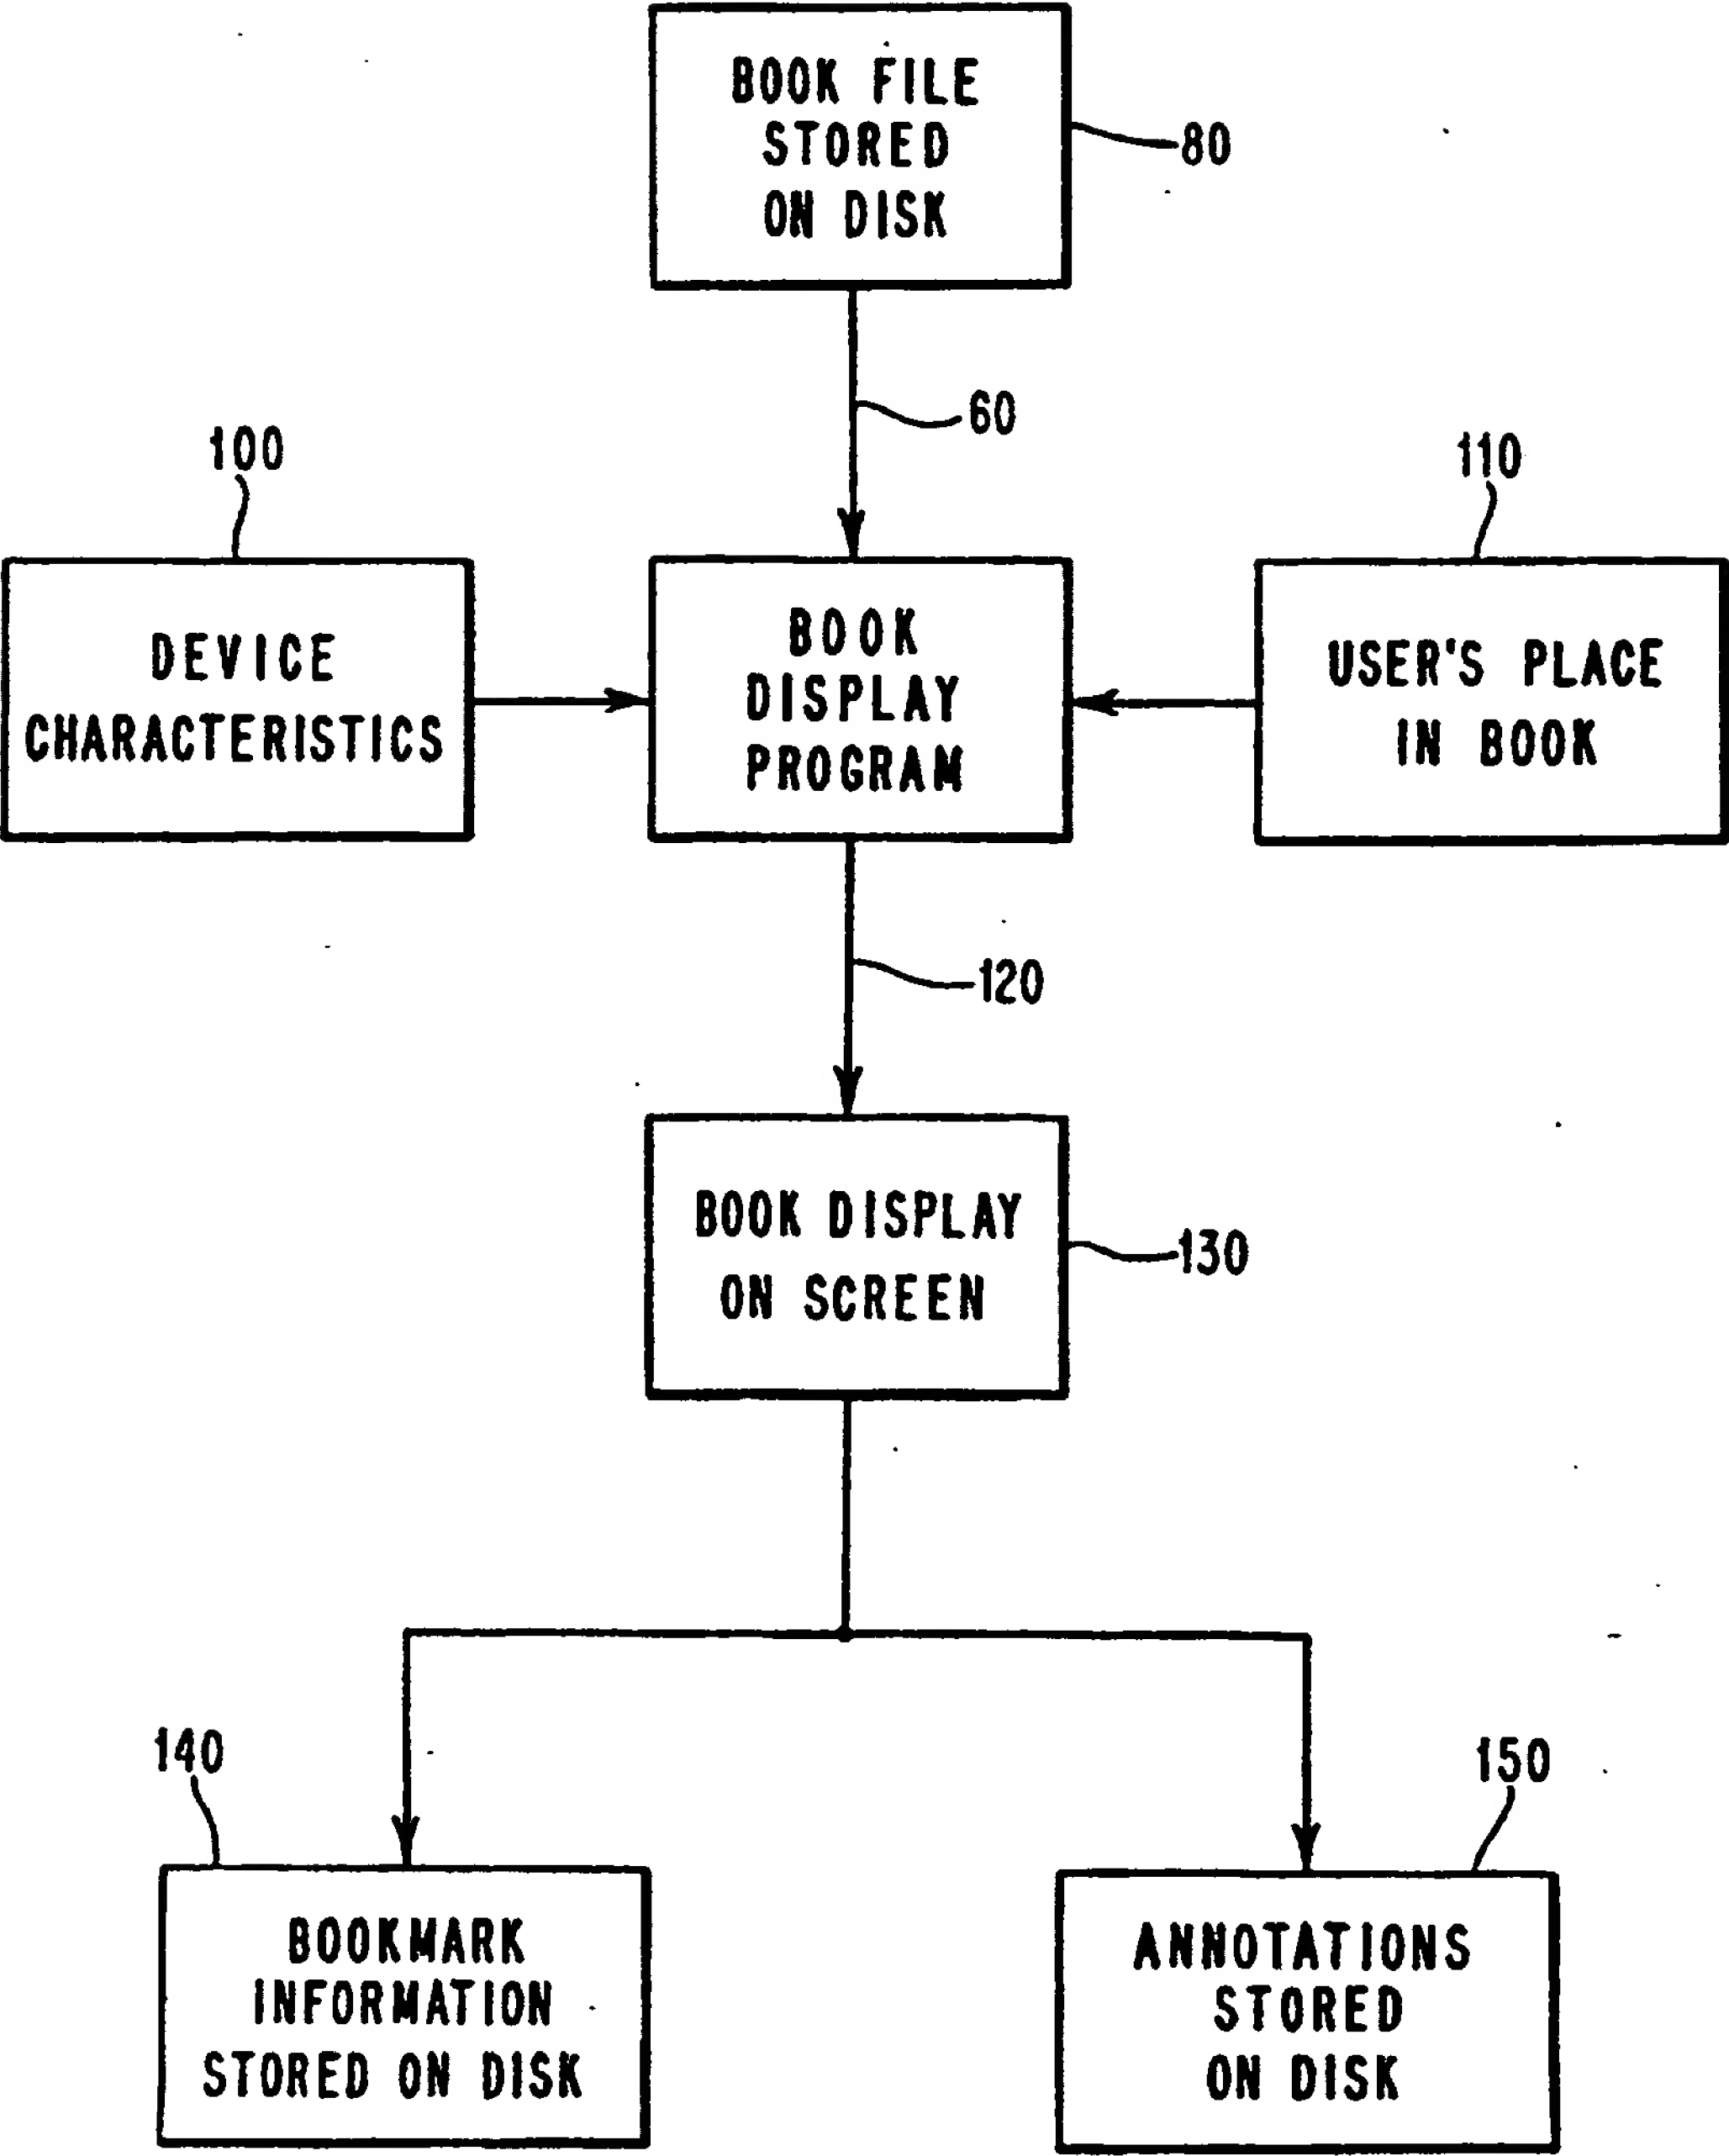 BOOK FILE
STORED
ON DISK
80
60
100
110
DEVICE
CHARACTERISTICS
BOOK
DISPLAY
PROGRAM
USER'S PLACE
IN BOOK
120
BOOK DISPLAY
ON SCREEN
130
140
150
BOOKMARK
INFORMATION
STORED ON DISK
ANNOTATIONS
STORED
ON DISK